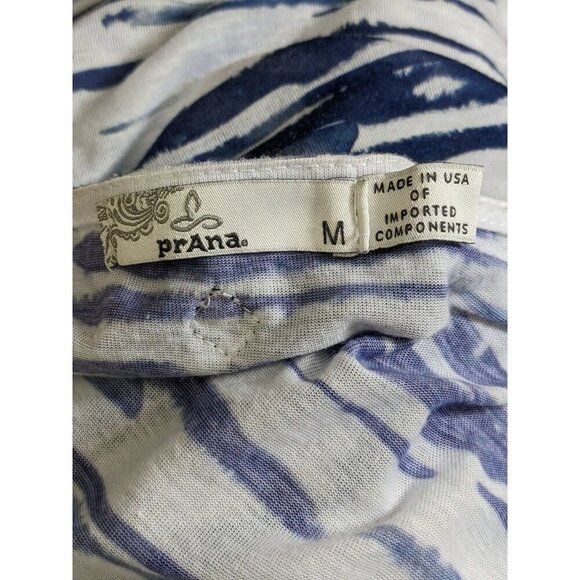 prAna®
M
MADE IN USA
OF
IMPORTED
COMPONENTS